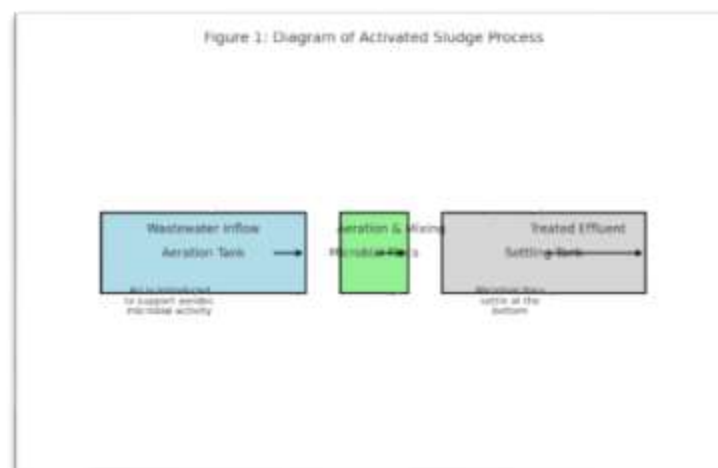 Figure 1: Diagram of Activated Sludge Process
Wastewater Inflow
Aeration Tank
Air is introduced
to support aerobic
microbial activity
Aeration & Mixing
Microbial Flocs
Treated Effluent
Settling Tank
Microbial flocs
settle at the
bottom